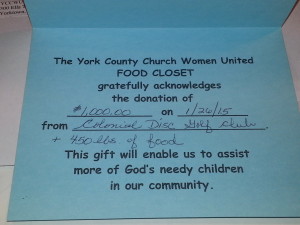 The York County Church Women United
FOOD CLOSET
gratefully acknowledges
the donation of
$1,000.00 on 1/26/15
from Colonial Disc Golf Club.
+ 450 lbs. of food
This gift will enable us to assist
more of God's needy children
in our community.